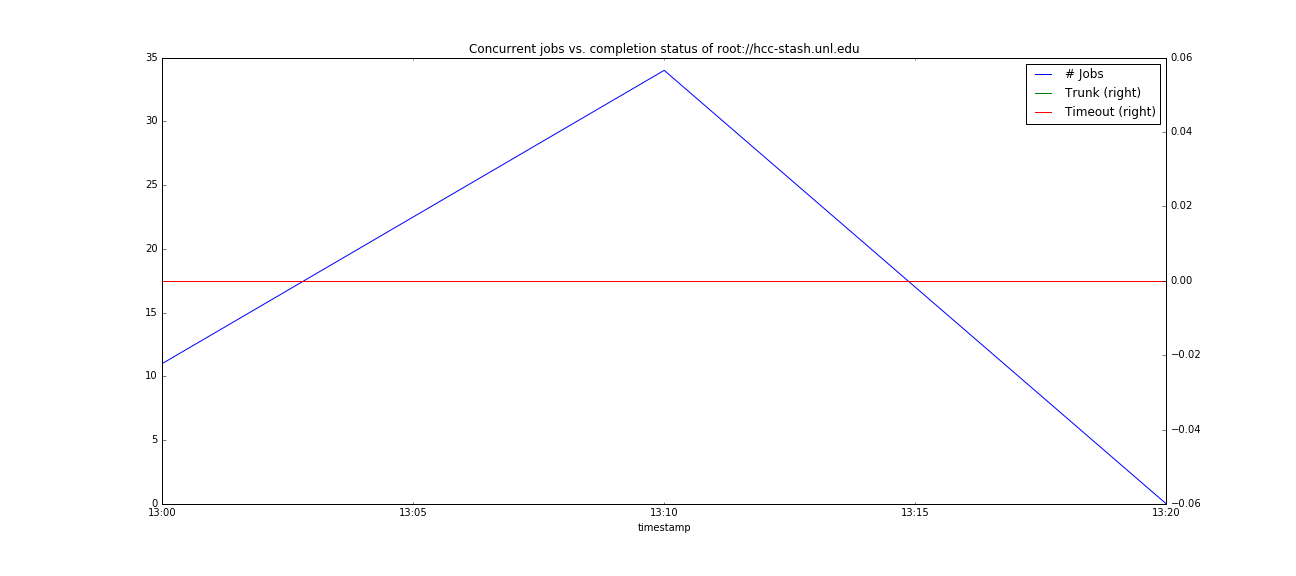 Concurrent jobs vs. completion status of root://hcc-stash.unl.edu
35
30
25
20
15
10
5
0
0.06
0.04
0.02
0.00
−0.02
−0.04
−0.06
# Jobs
Trunk (right)
Timeout (right)
13:00 13:05 13:10 13:15 13:20
timestamp